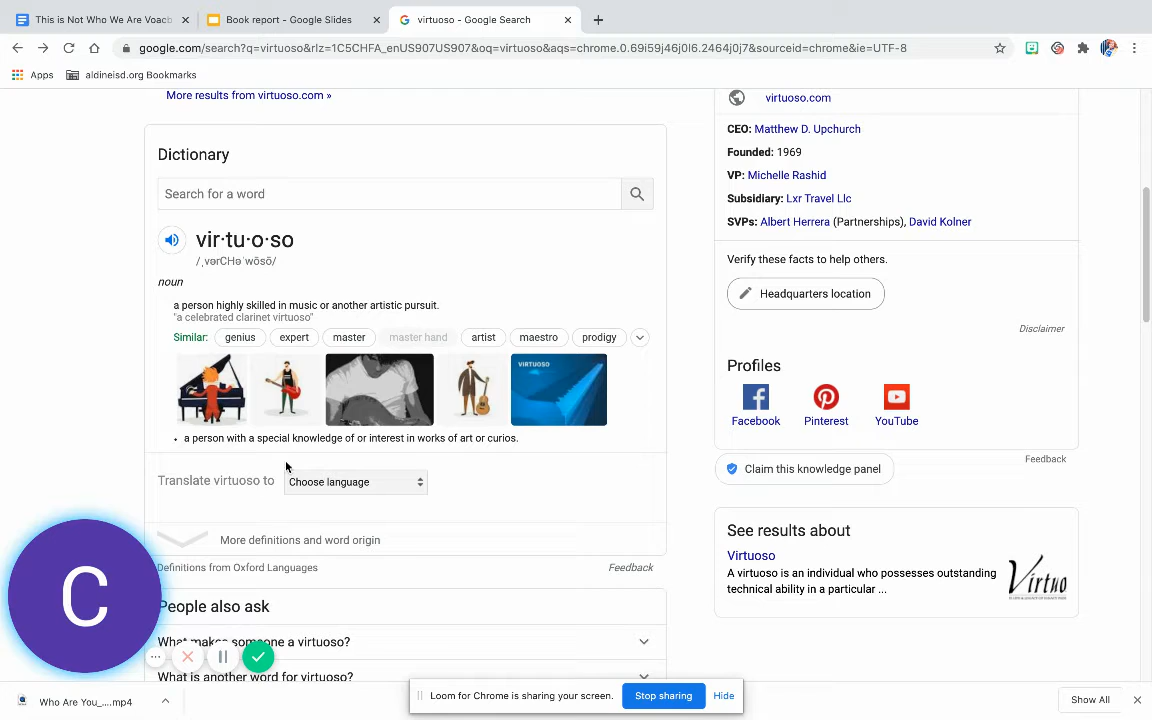 This is Not Who We Are Voacb
Book report - Google Slides
virtuoso - Google Search
google.com/search?q=virtuoso&rlz=1C5CHFA_enUS907US907&oq=virtuoso&aqs=chrome.0.69i59j46j0l6.2464j0j7&sourceid=chrome&ie=UTF-8
Apps
aldineisd.org Bookmarks
More results from virtuoso.com »
Dictionary
Search for a word
vir·tu·o·so
/ˌvərCHəˈwōsō/
noun
a person highly skilled in music or another artistic pursuit.
"a celebrated clarinet virtuoso"
Similar: genius expert master master hand artist maestro prodigy
VIRTUOSO
• a person with a special knowledge of or interest in works of art or curios.
Translate virtuoso to Choose language
More definitions and word origin
Definitions from Oxford Languages
Feedback
People also ask
What makes someone a virtuoso?
What is another word for virtuoso?
virtuoso.com
CEO: Matthew D. Upchurch
Founded: 1969
VP: Michelle Rashid
Subsidiary: Lxr Travel Llc
SVPs: Albert Herrera (Partnerships), David Kolner
Verify these facts to help others.
Headquarters location
Disclaimer
Profiles
Facebook Pinterest YouTube
Feedback
Claim this knowledge panel
See results about
Virtuoso
A virtuoso is an individual who possesses outstanding
technical ability in a particular ...
Virtuo
C
Who Are You_....mp4
Loom for Chrome is sharing your screen.
Stop sharing
Hide
Show All